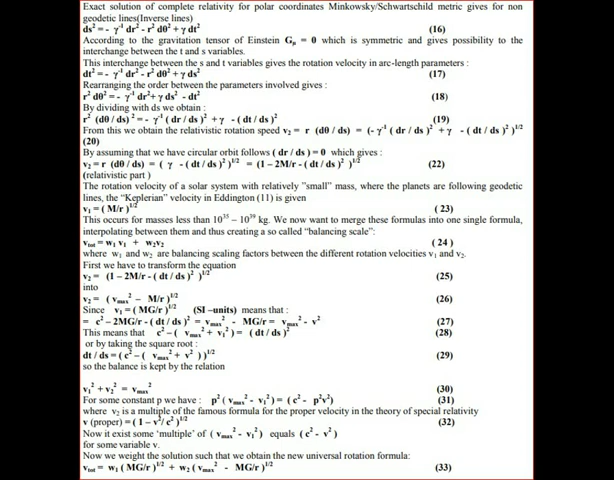 Exact solution of complete relativity for polar coordinates Minkowsky/Schwartschild metric gives for non
geodetic lines(Inverse lines)
ds² = - γ⁻¹ dr² - r² dθ² + γ dt² (16)
According to the gravitation tensor of Einstein Gμ = 0 which is symmetric and gives possibility to the
interchange between the t and s variables.
This interchange between the s and t variables gives the rotation velocity in arc-length parameters :
dt² = - γ⁻¹ dr² - r² dθ² + γ ds² (17)
Rearranging the order between the parameters involved gives :
r² dθ² = - γ⁻¹ dr² + γ ds² - dt² (18)
By dividing with ds we obtain :
r² (dθ / ds) ² = - γ⁻¹ ( dr / ds )² + γ - ( dt / ds )² (19)
From this we obtain the relativistic rotation speed v₂ = r (dθ / ds) = (- γ⁻¹ ( dr / ds )² + γ - ( dt / ds )² )^1/2
(20)
By assuming that we have circular orbit follows ( dr / ds ) = 0 which gives :
v₂ = r (dθ / ds) = ( γ - ( dt / ds )² )^1/2 = (1 – 2M/r - ( dt / ds )² )^1/2 (22)
(relativistic part )
The rotation velocity of a solar system with relatively "small" mass, where the planets are following geodetic
lines, the "Keplerian" velocity in Eddington (11) is given
v₁ = ( M/r )^1/2 ( 23)
This occurs for masses less than 10³⁵ – 10³⁹ kg. We now want to merge these formulas into one single formula,
interpolating between them and thus creating a so called "balancing scale":
vtot = w₁ v₁ + w₂v₂ ( 24 )
where w₁ and w₂ are balancing scaling factors between the different rotation velocities v₁ and v₂.
First we have to transform the equation
v₂ = (1 – 2M/r - ( dt / ds )² )^1/2 (25)
into
v₂ = ( vmax² – M/r )^1/2 (26)
Since v₁ = ( MG/r )^1/2 (SI –units) means that :
= c² – 2MG/r - ( dt / ds )² = vmax² - MG/r = vmax² - v² (27)
This means that c² – ( vmax² + v₁² ) = ( dt / ds )² (28)
or by taking the square root :
dt / ds = ( c² – ( vmax² + v² ) )^1/2 (29)
so the balance is kept by the relation
v₁² + v₂² = vmax² (30)
For some constant p we have : p² ( vmax² - v₁² ) = ( c² - p²v² ) (31)
where v₂ is a multiple of the famous formula for the proper velocity in the theory of special relativity
v (proper) = ( 1 – v²/ c² )^1/2 (32)
Now it exist some 'multiple' of ( vmax² - v₁² ) equals ( c² - v² )
for some variable v.
Now we weight the solution such that we obtain the new universal rotation formula:
vtot = w₁ ( MG/r )^1/2 + w₂ ( vmax² - MG/r )^1/2 (33)